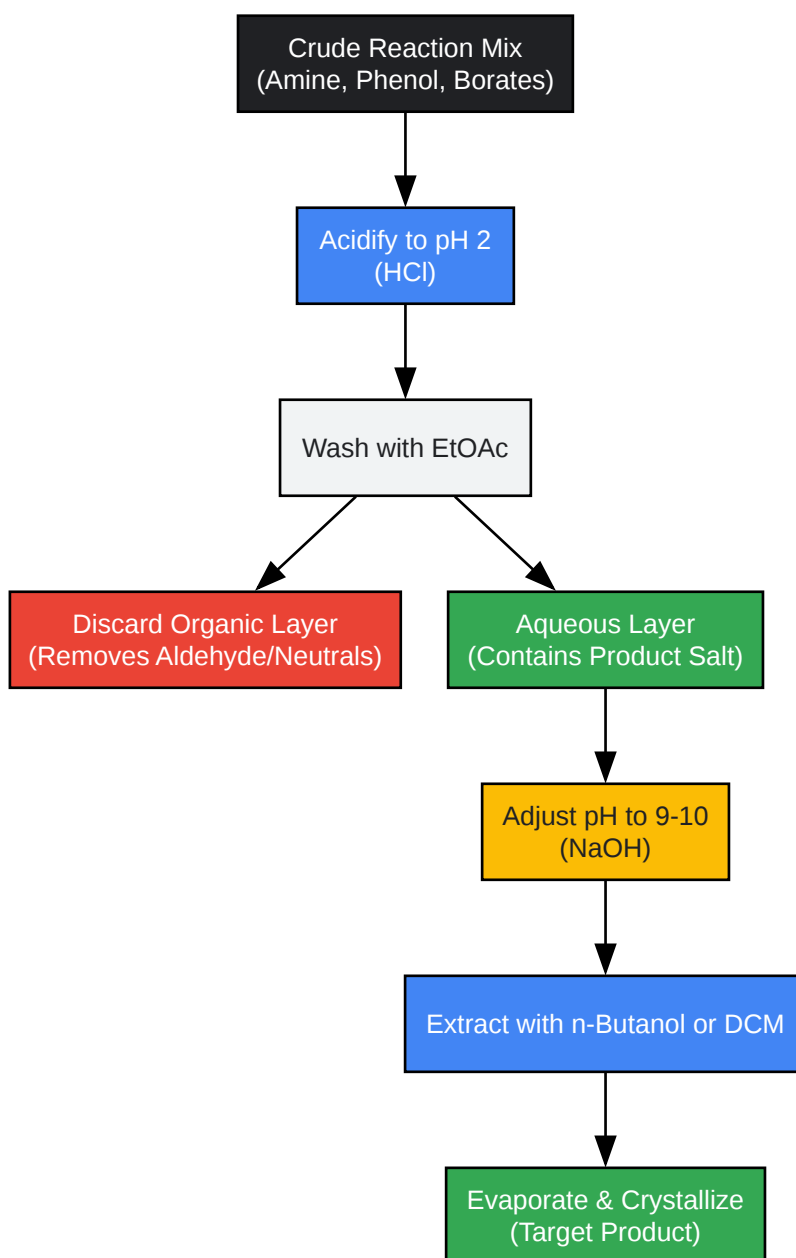 Crude Reaction Mix
(Amine, Phenol, Borates)
Acidify to pH 2
(HCl)
Wash with EtOAc
Discard Organic Layer
(Removes Aldehyde/Neutrals)
Aqueous Layer
(Contains Product Salt)
Adjust pH to 9-10
(NaOH)
Extract with n-Butanol or DCM
Evaporate & Crystallize
(Target Product)